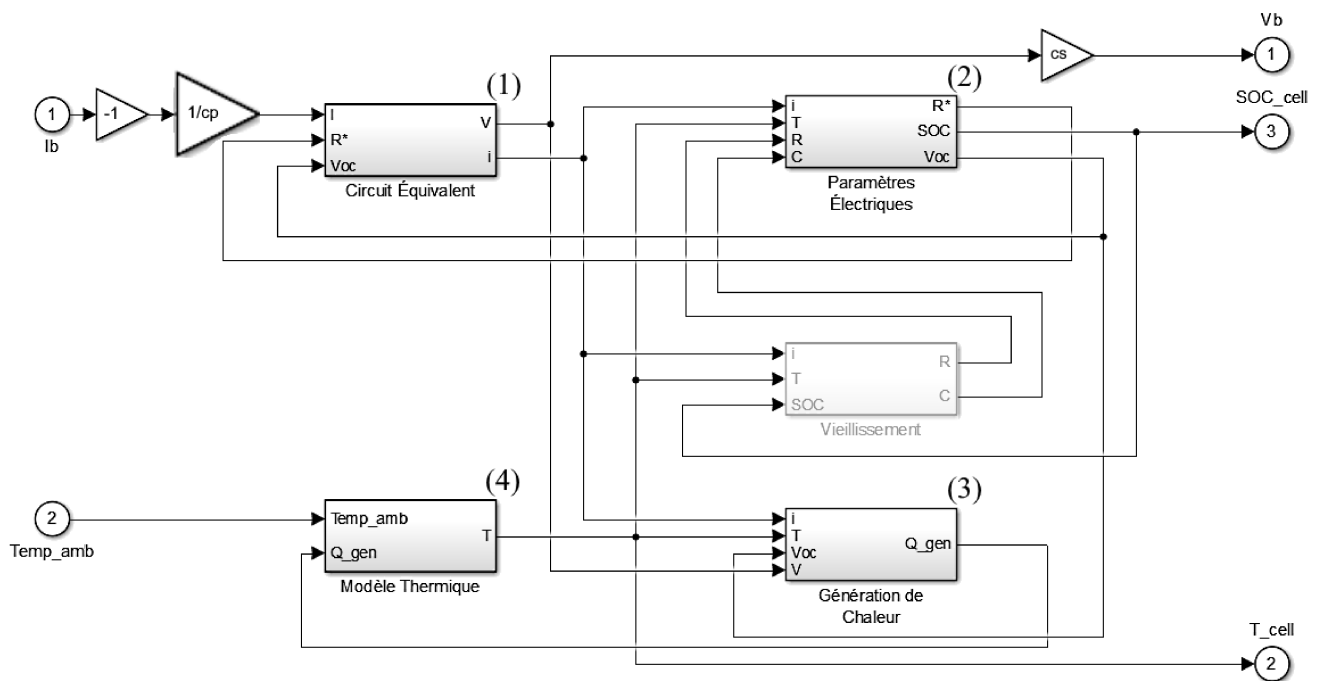 Vb
1
SOC_cell
3
1
Ib
-1
1/cp
(1)
I
R*
Voc
V
i
Circuit Équivalent
cs
(2)
i
T
R
C
R*
SOC
Voc
Paramètres
Électriques
i
T
SOC
R
C
Vieillissement
2
Temp_amb
(4)
Temp_amb
Q_gen
T
Modèle Thermique
(3)
i
T
Voc
V
Q_gen
Génération de
Chaleur
T_cell
2